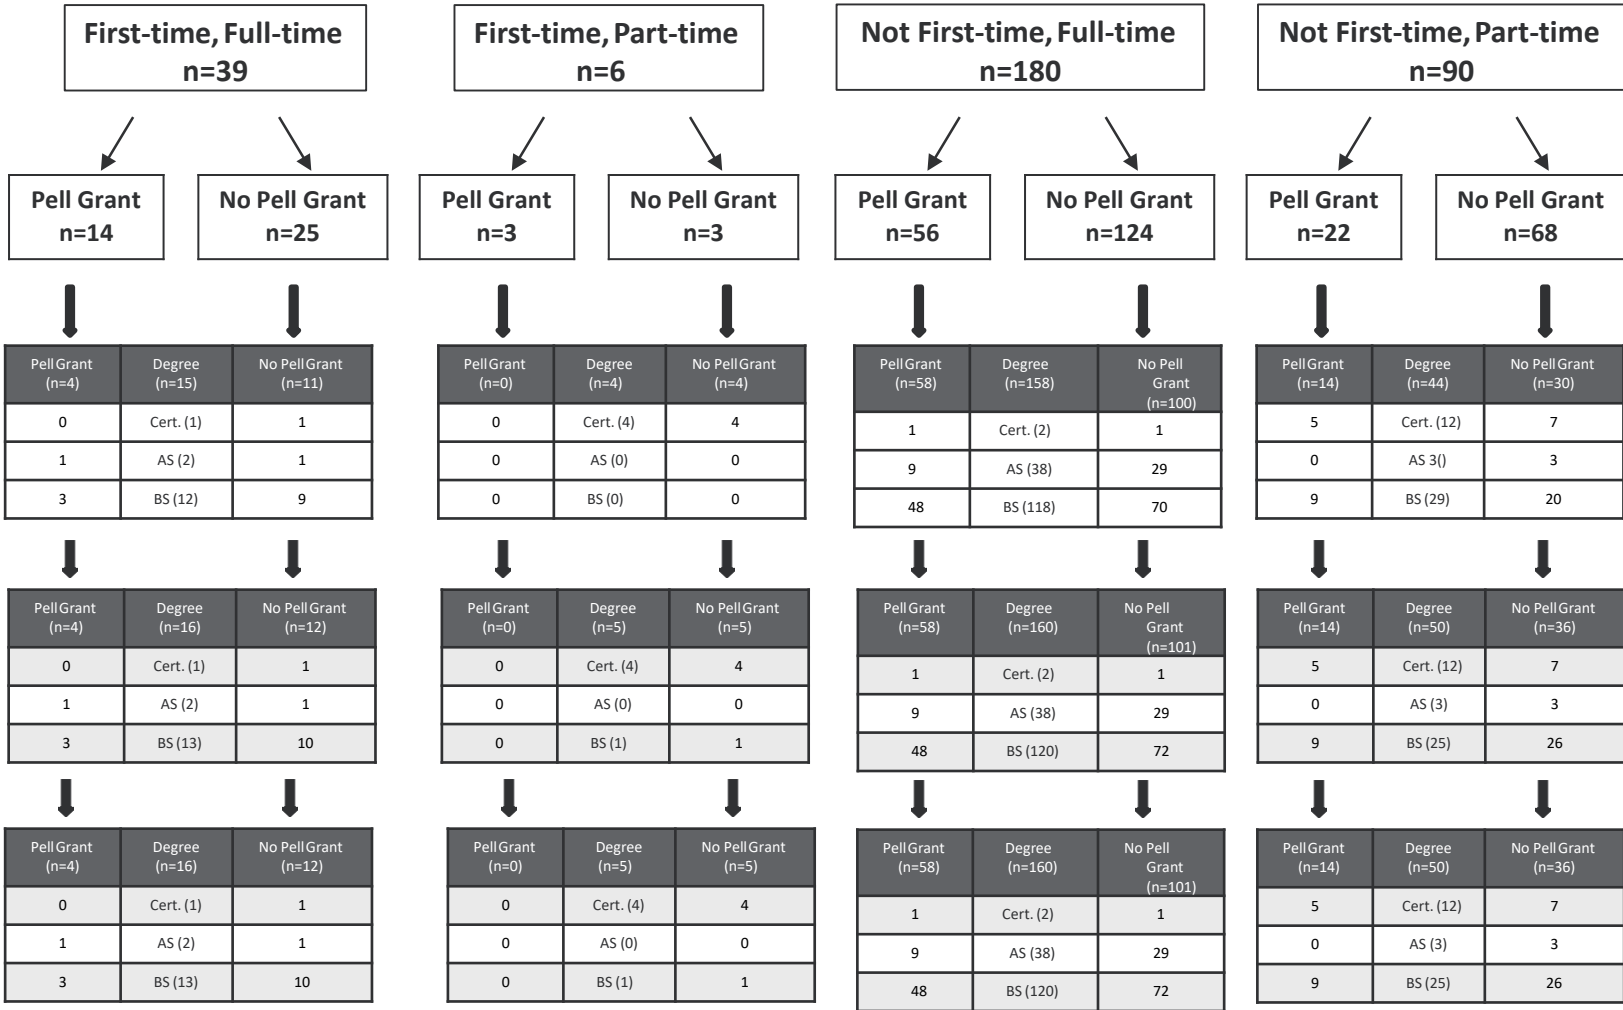 First-time, Full-time
n=39
First-time, Part-time
n=6
Not First-time, Full-time
n=180
Not First-time, Part-time
n=90
Pell Grant
n=14
No Pell Grant
n=25
Pell Grant
n=3
No Pell Grant
n=3
Pell Grant
n=56
No Pell Grant
n=124
Pell Grant
n=22
No Pell Grant
n=68
Pell Grant (n=4) Degree (n=15) No Pell Grant (n=11)
0 Cert. (1) 1
1 AS (2) 1
3 BS (12) 9
Pell Grant (n=0) Degree (n=4) No Pell Grant (n=4)
0 Cert. (4) 4
0 AS (0) 0
0 BS (0) 0
Pell Grant (n=58) Degree (n=158) No Pell Grant (n=100)
1 Cert. (2) 1
9 AS (38) 29
48 BS (118) 70
Pell Grant (n=14) Degree (n=44) No Pell Grant (n=30)
5 Cert. (12) 7
0 AS 3() 3
9 BS (29) 20
Pell Grant (n=4) Degree (n=16) No Pell Grant (n=12)
0 Cert. (1) 1
1 AS (2) 1
3 BS (13) 10
Pell Grant (n=0) Degree (n=5) No Pell Grant (n=5)
0 Cert. (4) 4
0 AS (0) 0
0 BS (1) 1
Pell Grant (n=58) Degree (n=160) No Pell Grant (n=101)
1 Cert. (2) 1
9 AS (38) 29
48 BS (120) 72
Pell Grant (n=14) Degree (n=50) No Pell Grant (n=36)
5 Cert. (12) 7
0 AS (3) 3
9 BS (25) 26
Pell Grant (n=4) Degree (n=16) No Pell Grant (n=12)
0 Cert. (1) 1
1 AS (2) 1
3 BS (13) 10
Pell Grant (n=0) Degree (n=5) No Pell Grant (n=5)
0 Cert. (4) 4
0 AS (0) 0
0 BS (1) 1
Pell Grant (n=58) Degree (n=160) No Pell Grant (n=101)
1 Cert. (2) 1
9 AS (38) 29
48 BS (120) 72
Pell Grant (n=14) Degree (n=50) No Pell Grant (n=36)
5 Cert. (12) 7
0 AS (3) 3
9 BS (25) 26